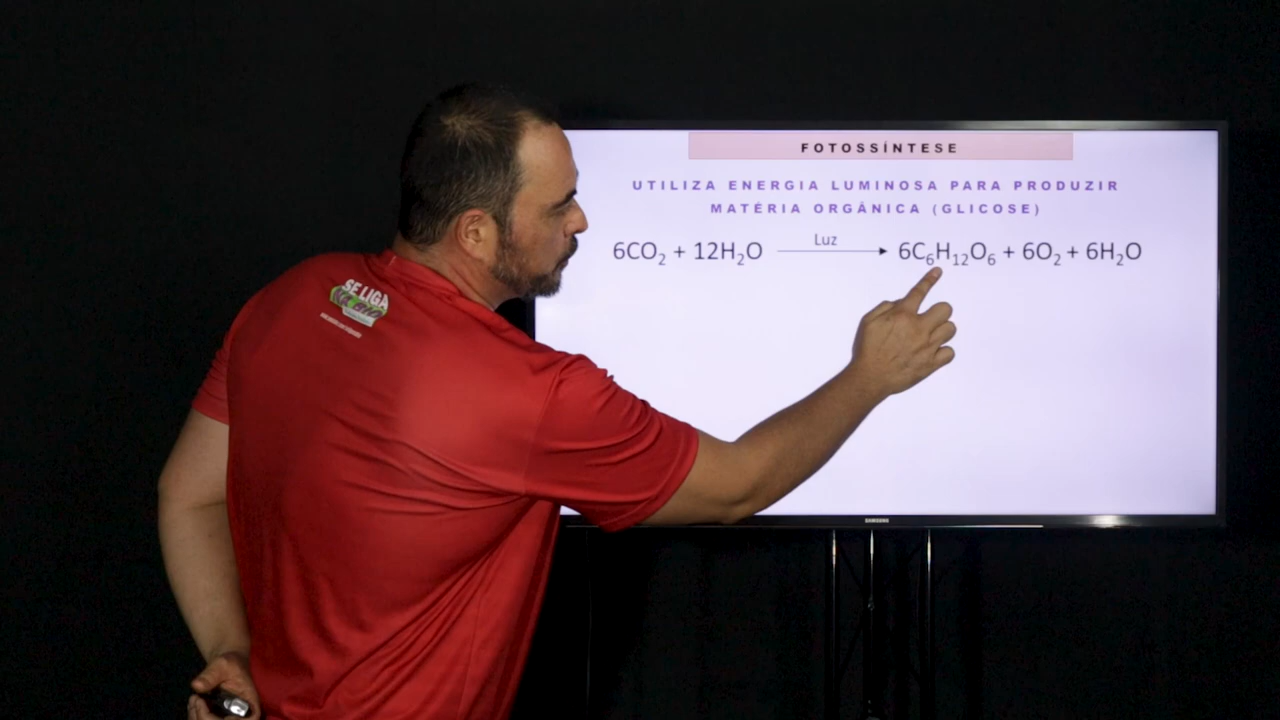 FOTOSSÍNTESE
UTILIZA ENERGIA LUMINOSA PARA PRODUZIR
MATÉRIA ORGÂNICA (GLICOSE)
Luz
6CO₂ + 12H₂O → 6C₆H₁₂O₆ + 6O₂ + 6H₂O
SE LIGA
SAMSUNG